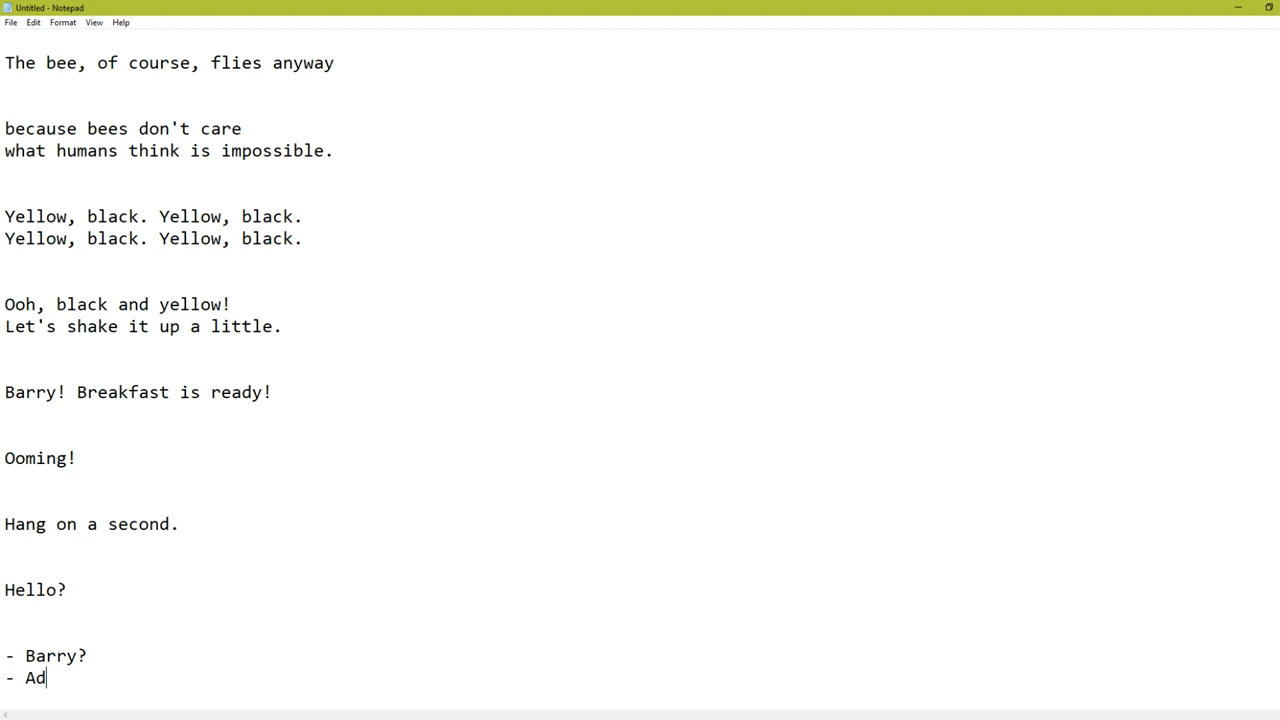 Untitled - Notepad
File Edit Format View Help
The bee, of course, flies anyway
because bees don't care
what humans think is impossible.
Yellow, black. Yellow, black.
Yellow, black. Yellow, black.
Ooh, black and yellow!
Let's shake it up a little.
Barry! Breakfast is ready!
Ooming!
Hang on a second.
Hello?
- Barry?
- Ad